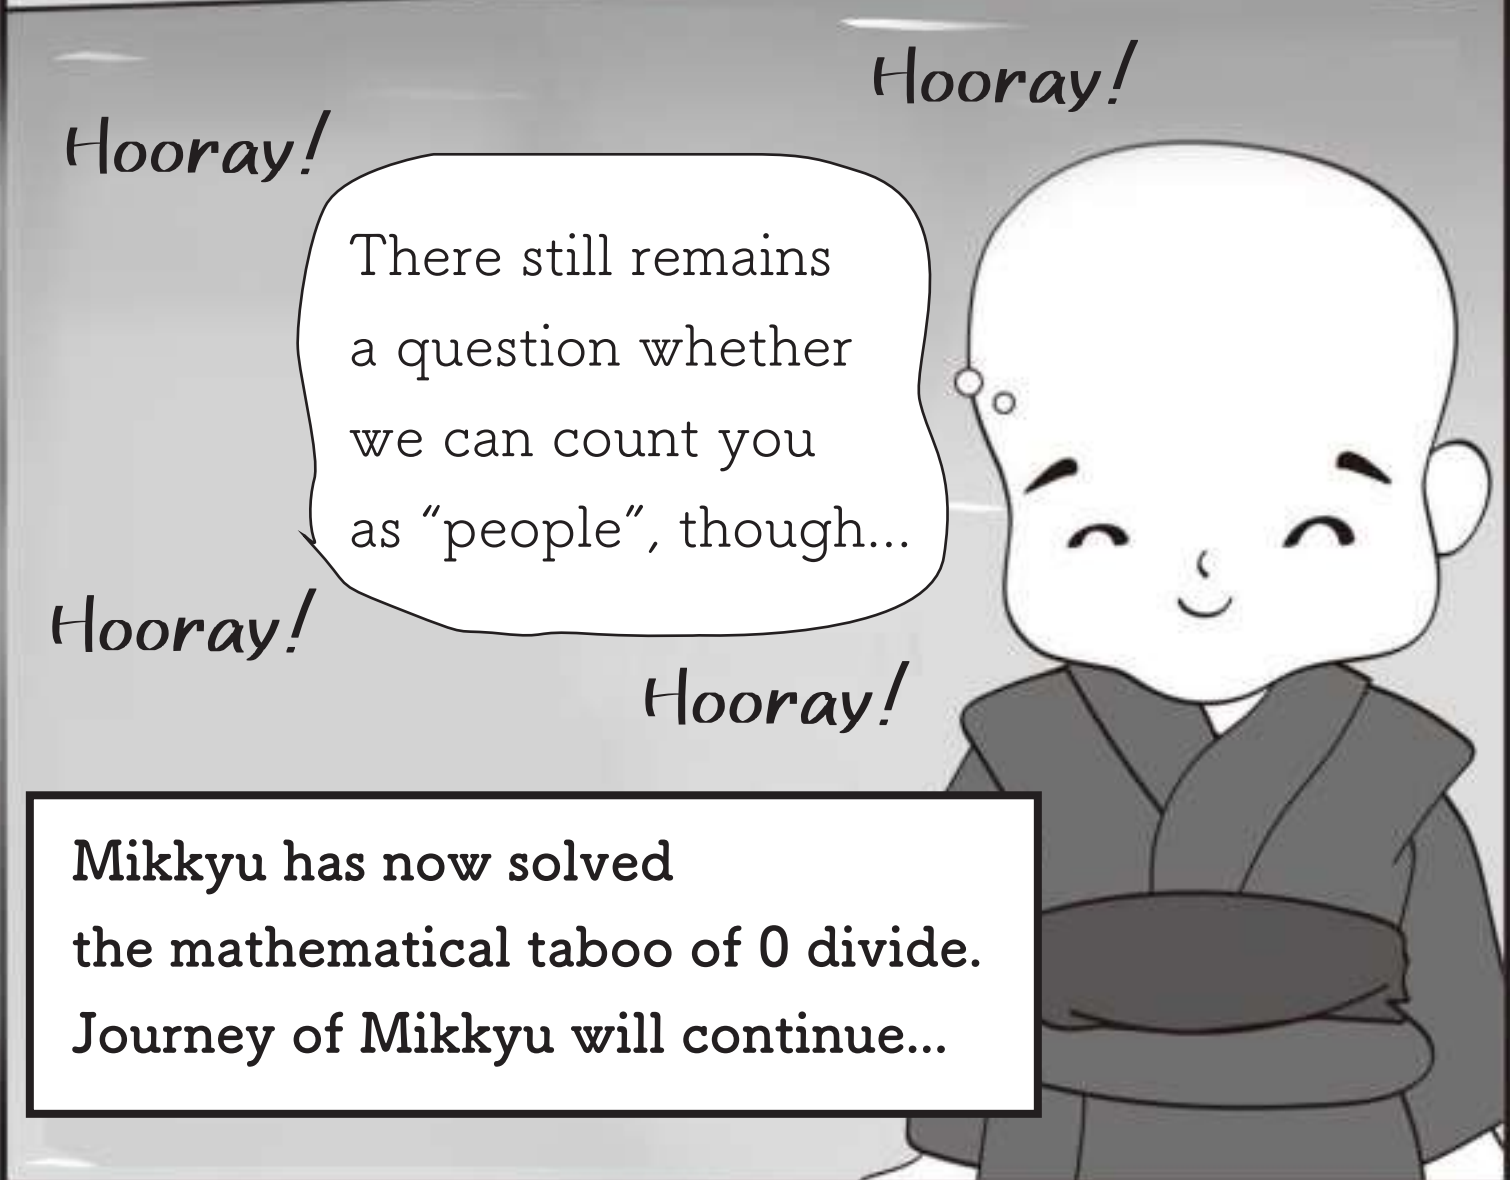 Hooray!
Hooray!
There still remains
a question whether
we can count you
as “people”, though...
Hooray!
Hooray!
Mikkyu has now solved
the mathematical taboo of 0 divide.
Journey of Mikkyu will continue...